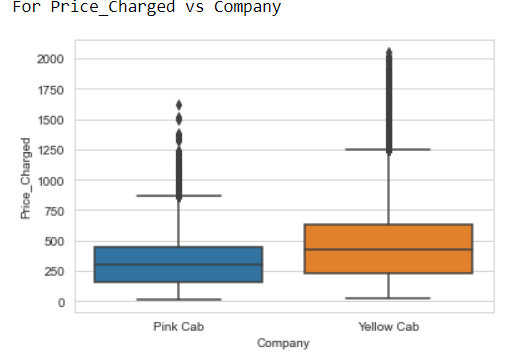 For Price_Charged vs Company
2000
1750
1500
1250
1000
750
500
250
0
Price_Charged
Pink Cab
Yellow Cab
Company